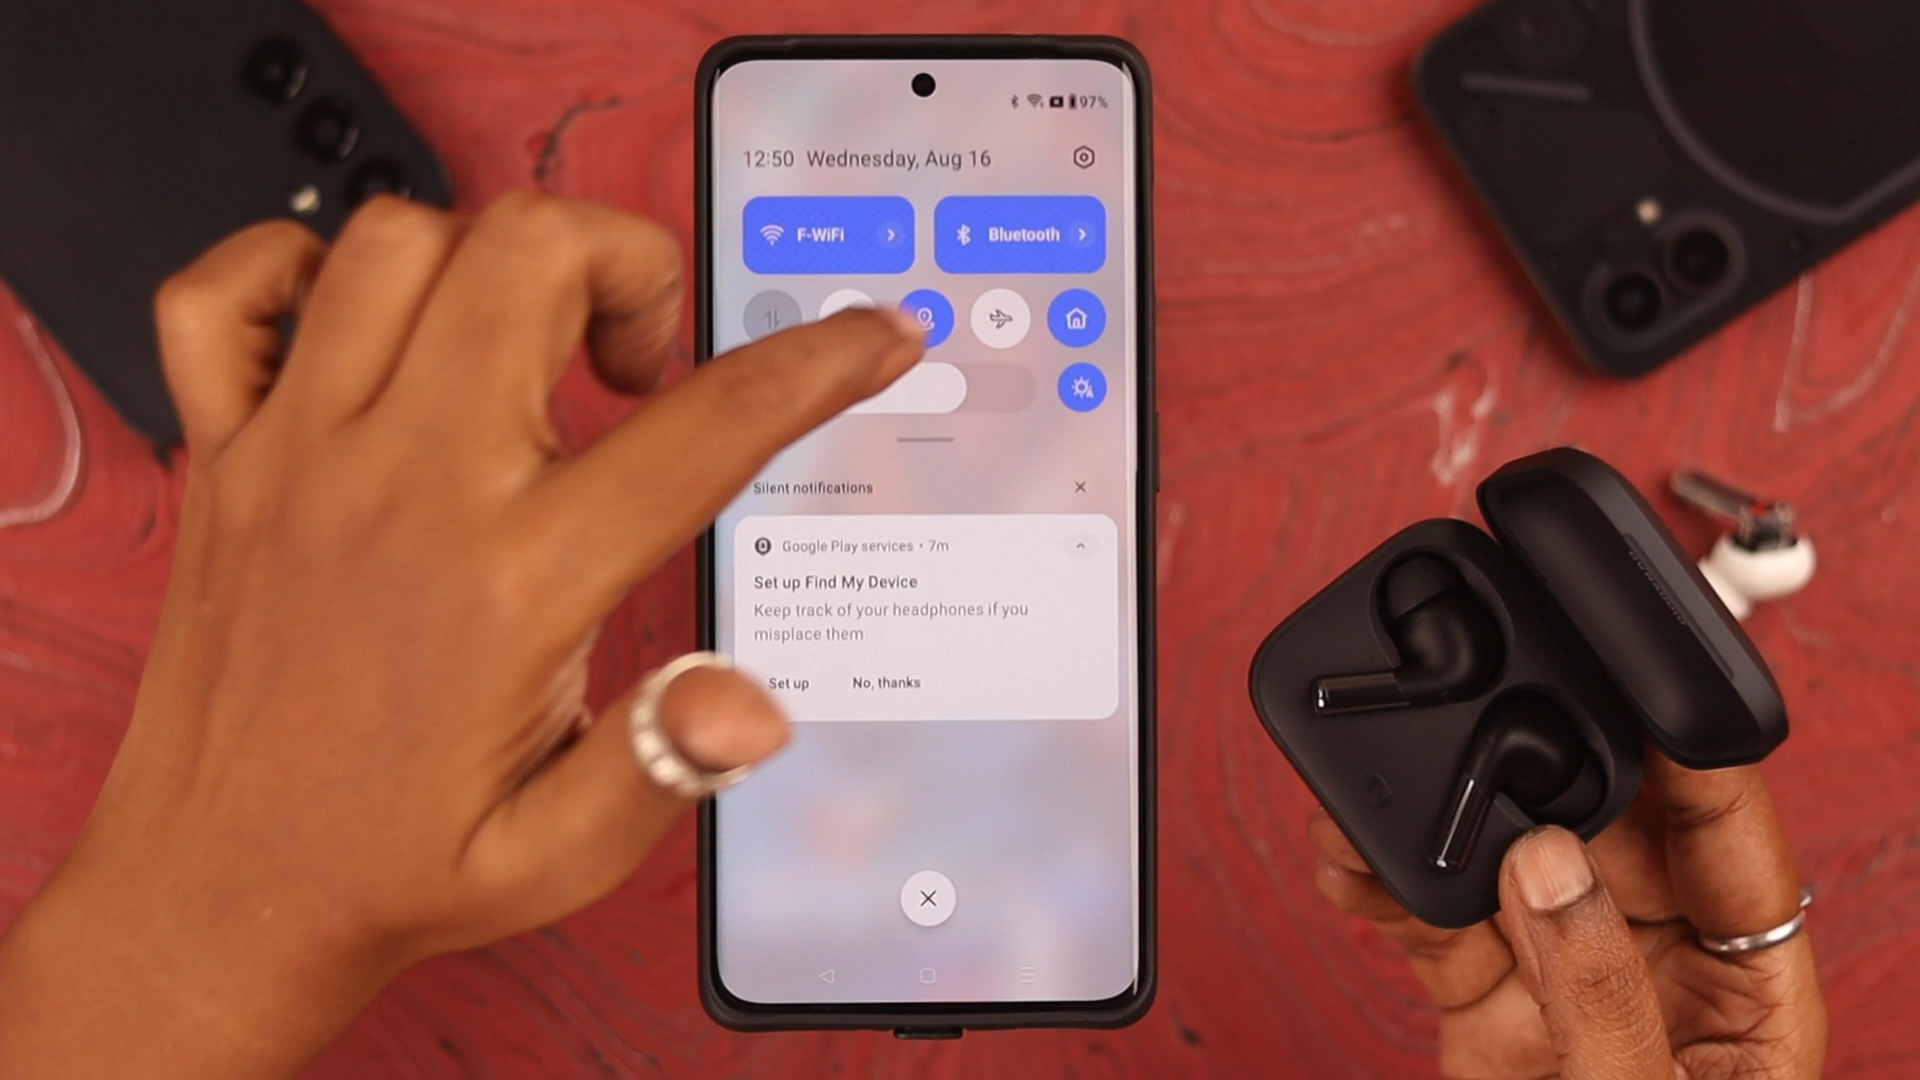 97%
12:50 Wednesday, Aug 16
F-WiFi
Bluetooth
Silent notifications
Google Play services • 7m
Set up Find My Device
Keep track of your headphones if you
misplace them
Set up No, thanks